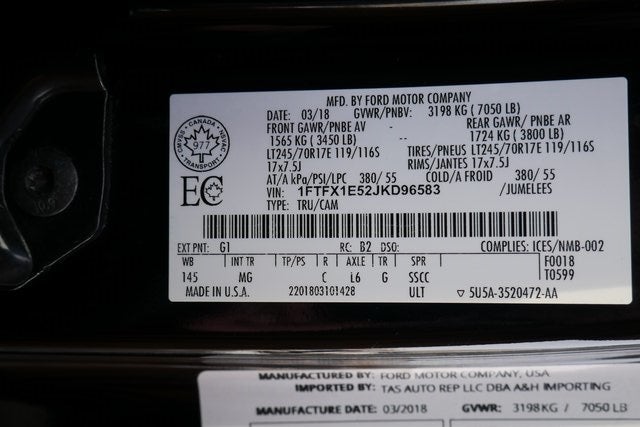 MFD. BY FORD MOTOR COMPANY
DATE: 03/18 GVWR/PNBV: 3198 KG ( 7050 LB)
FRONT GAWR/PNBE AV -- REAR GAWR/ PNBE AR
1565 KG ( 3450 LB) 1724 KG ( 3800 LB)
LT245/70R17E 119/116S TIRES/PNEUS LT245/70R17E 119/116S
17x7.5J RIMS/JANTES 17x7.5J
AT/A kPa/PSI/LPC 380/ 55 COLD/A FROID 380/ 55
VIN: 1FTFX1E52JKD96583 /JUMELEES
TYPE: TRU/CAM
CMVSS • CANADA • NSVAC
977
TRANSPORT
EC
EXT PNT: G1 RC: B2 DSO: COMPLIES: ICES/NMB-002
WB INT TR TP/PS R AXLE TR SPR F0018
145 MG C L6 G SSCC T0599
MADE IN U.S.A. 2201803101428 ULT ▽ 5U5A-3520472-AA
MANUFACTURED BY: FORD MOTOR COMPANY, USA
IMPORTED BY: TAS AUTO REP LLC DBA A&H IMPORTING
MANUFACTURE DATE: 03/2018 GVWR: 3198 KG / 7050 LB